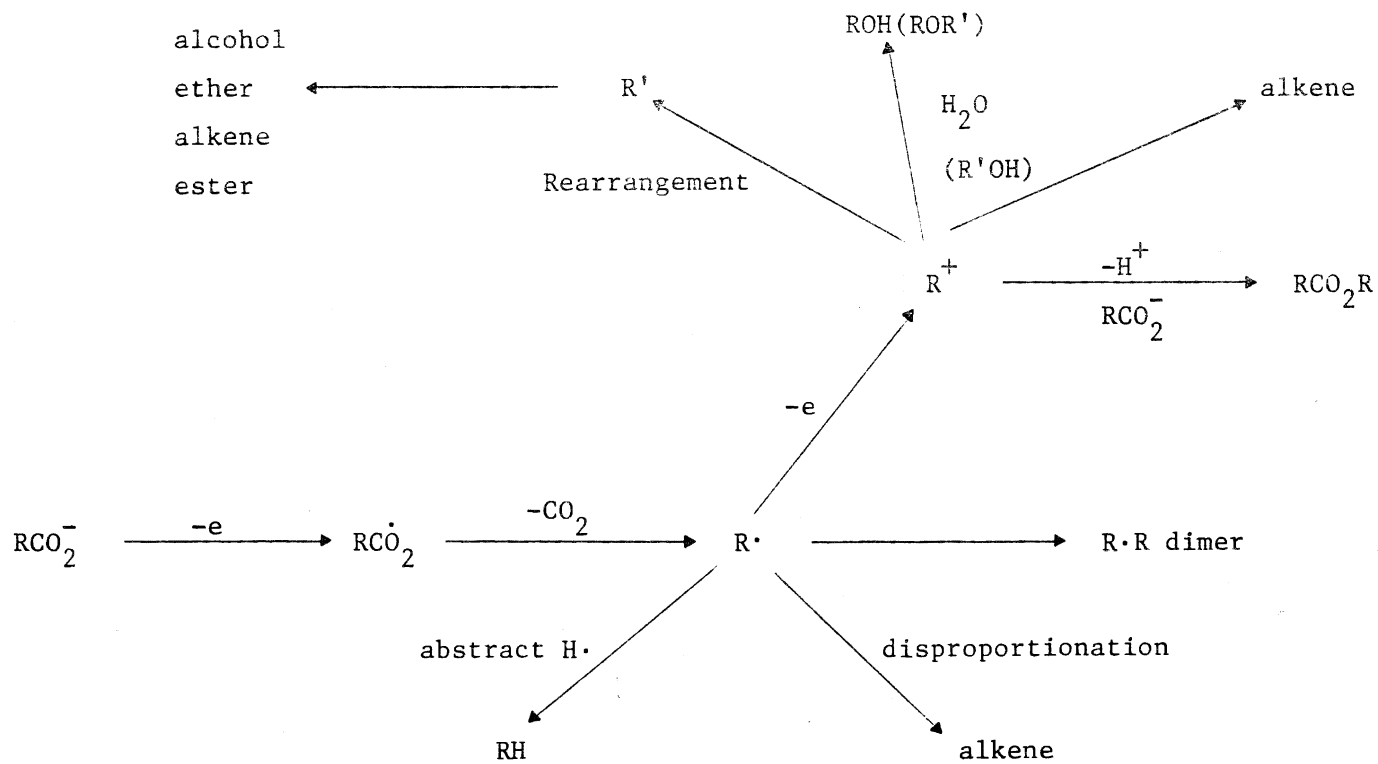 ROH(ROR')
alcohol
ether
alkene
ester
R'
H₂O
(R'OH)
alkene
Rearrangement
R⁺
-H⁺
RCO₂⁻
RCO₂R
-e
RCO₂⁻
-e
RCO₂·
-CO₂
R·
R·R dimer
abstract H·
disproportionation
RH
alkene